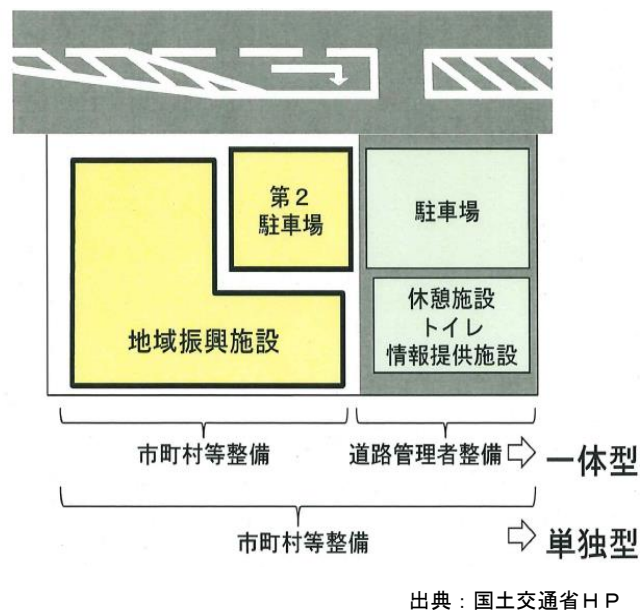 第２
駐車場
駐車場
地域振興施設
休憩施設
トイレ
情報提供施設
市町村等整備
道路管理者整備
一体型
市町村等整備
単独型
出典：国土交通省ＨＰ